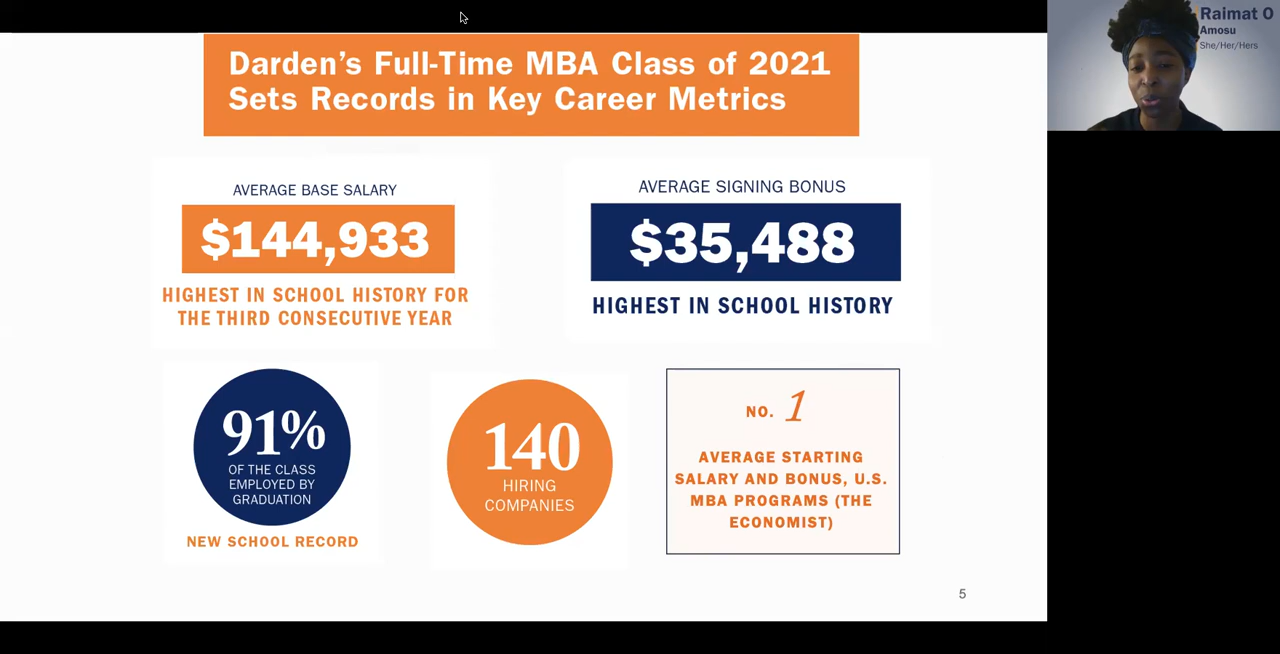 Darden’s Full-Time MBA Class of 2021
Sets Records in Key Career Metrics
AVERAGE BASE SALARY
$144,933
HIGHEST IN SCHOOL HISTORY FOR
THE THIRD CONSECUTIVE YEAR
AVERAGE SIGNING BONUS
$35,488
HIGHEST IN SCHOOL HISTORY
91%
OF THE CLASS
EMPLOYED BY
GRADUATION
NEW SCHOOL RECORD
140
HIRING
COMPANIES
NO. 1
AVERAGE STARTING
SALARY AND BONUS, U.S.
MBA PROGRAMS (THE
ECONOMIST)
5
Raimat O
Amosu
She/Her/Hers